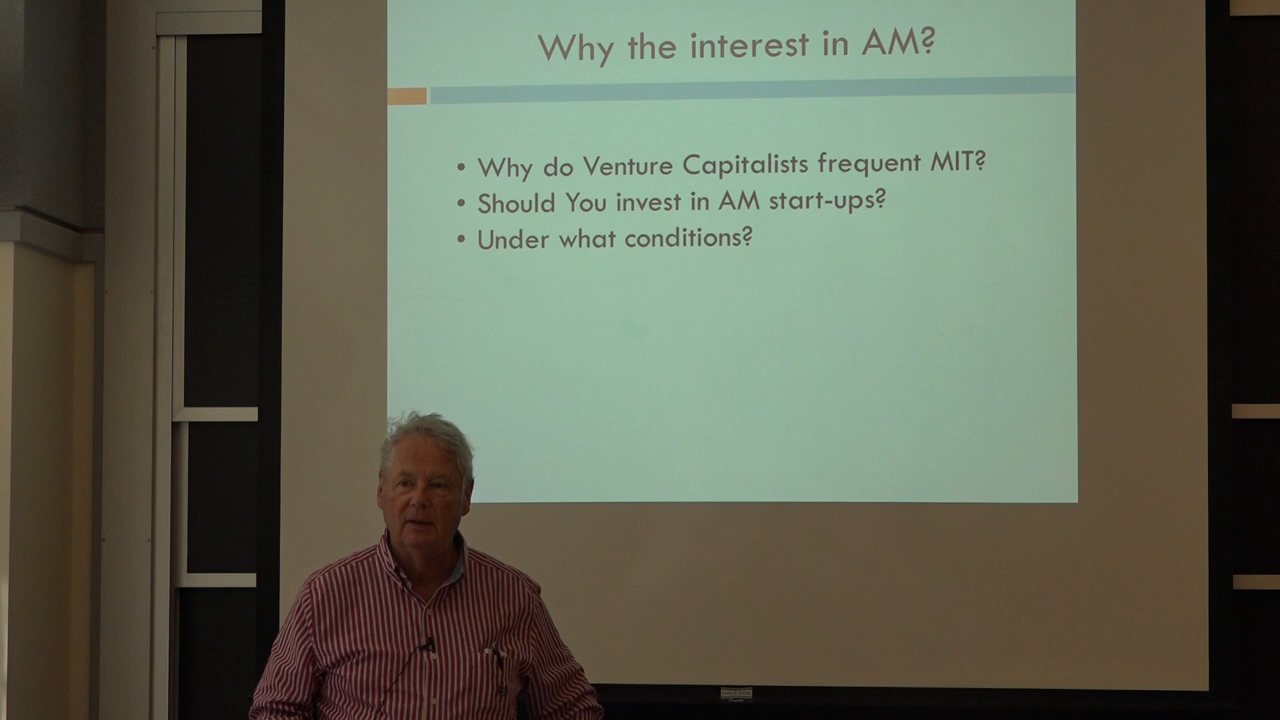 Why the interest in AM?
• Why do Venture Capitalists frequent MIT?
• Should You invest in AM start-ups?
• Under what conditions?